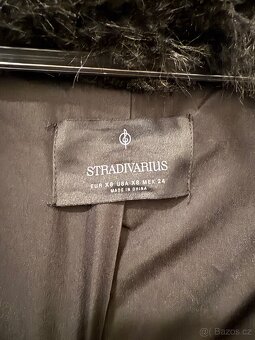 STRADIVARIUS
EUR XS USA XS MEX 24
MADE IN CHINA
Bazos.cz